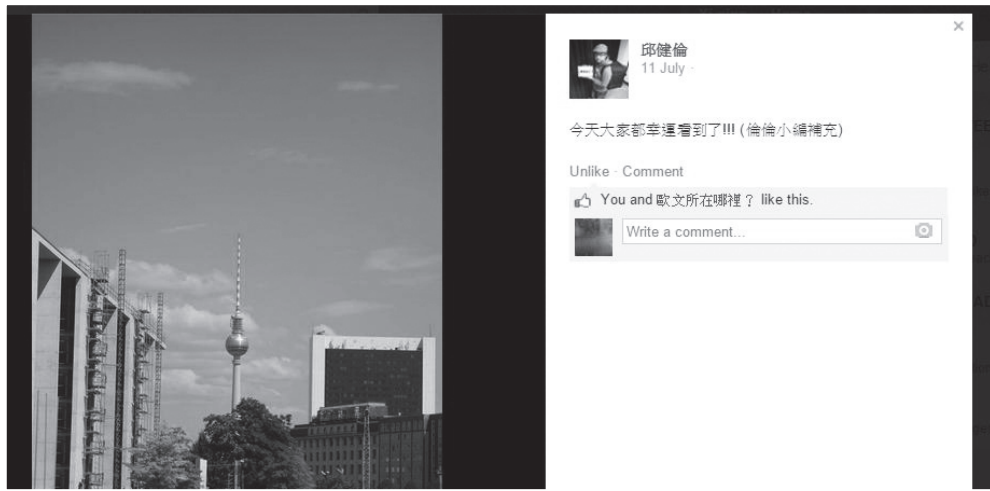 邱健倫
11 July ·
今天大家都幸運看到了!!! (倫倫小編補充)
Unlike · Comment
You and 歐文所在哪裡？ like this.
Write a comment...